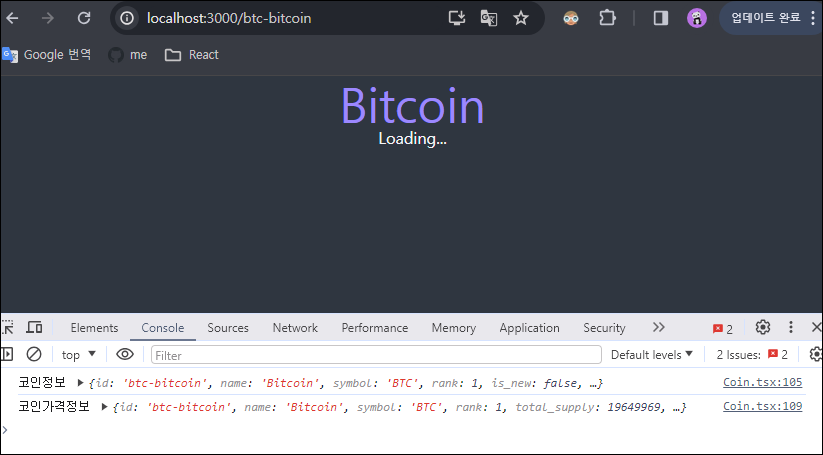 localhost:3000/btc-bitcoin
업데이트 완료
Google 번역
me
React
Bitcoin
Loading...
Elements Console Sources Network Performance Memory Application Security 2
top Filter Default levels 2 Issues: 2
코인정보 {id: 'btc-bitcoin', name: 'Bitcoin', symbol: 'BTC', rank: 1, is_new: false, …} Coin.tsx:105
코인가격정보 {id: 'btc-bitcoin', name: 'Bitcoin', symbol: 'BTC', rank: 1, total_supply: 19649969, …} Coin.tsx:109